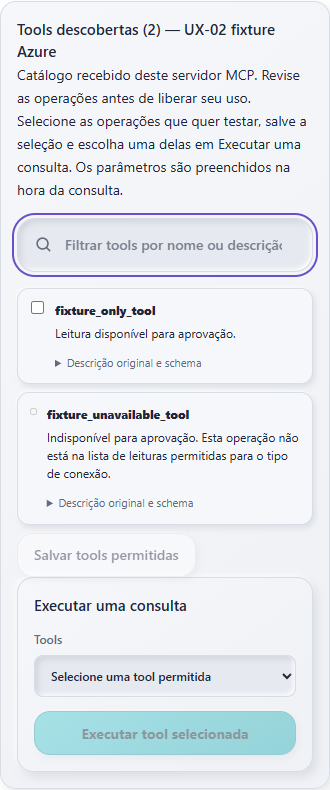 Tools descobertas (2) — UX-02 fixture
Azure
Catálogo recebido deste servidor MCP. Revise
as operações antes de liberar seu uso.
Selecione as operações que quer testar, salve a
seleção e escolha uma delas em Executar uma
consulta. Os parâmetros são preenchidos na
hora da consulta.
Filtrar tools por nome ou descriçã
fixture_only_tool
Leitura disponível para aprovação.
Descrição original e schema
fixture_unavailable_tool
Indisponível para aprovação. Esta operação não
está na lista de leituras permitidas para o tipo
de conexão.
Descrição original e schema
Salvar tools permitidas
Executar uma consulta
Tools
Selecione uma tool permitida
Executar tool selecionada